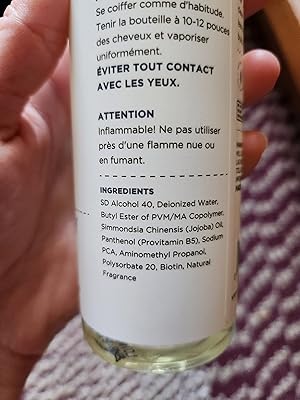 Se coiffer comme d'habitude.
Tenir la bouteille à 10-12 pouces
des cheveux et vaporiser
uniformément.
ÉVITER TOUT CONTACT
AVEC LES YEUX.
ATTENTION
Inflammable! Ne pas utiliser
près d'une flamme nue ou
en fumant.
INGREDIENTS
SD Alcohol 40, Deionized Water,
Butyl Ester of PVM/MA Copolymer,
Simmondsia Chinensis (Jojoba) Oil,
Panthenol (Provitamin B5), Sodium
PCA, Aminomethyl Propanol,
Polysorbate 20, Biotin, Natural
Fragrance